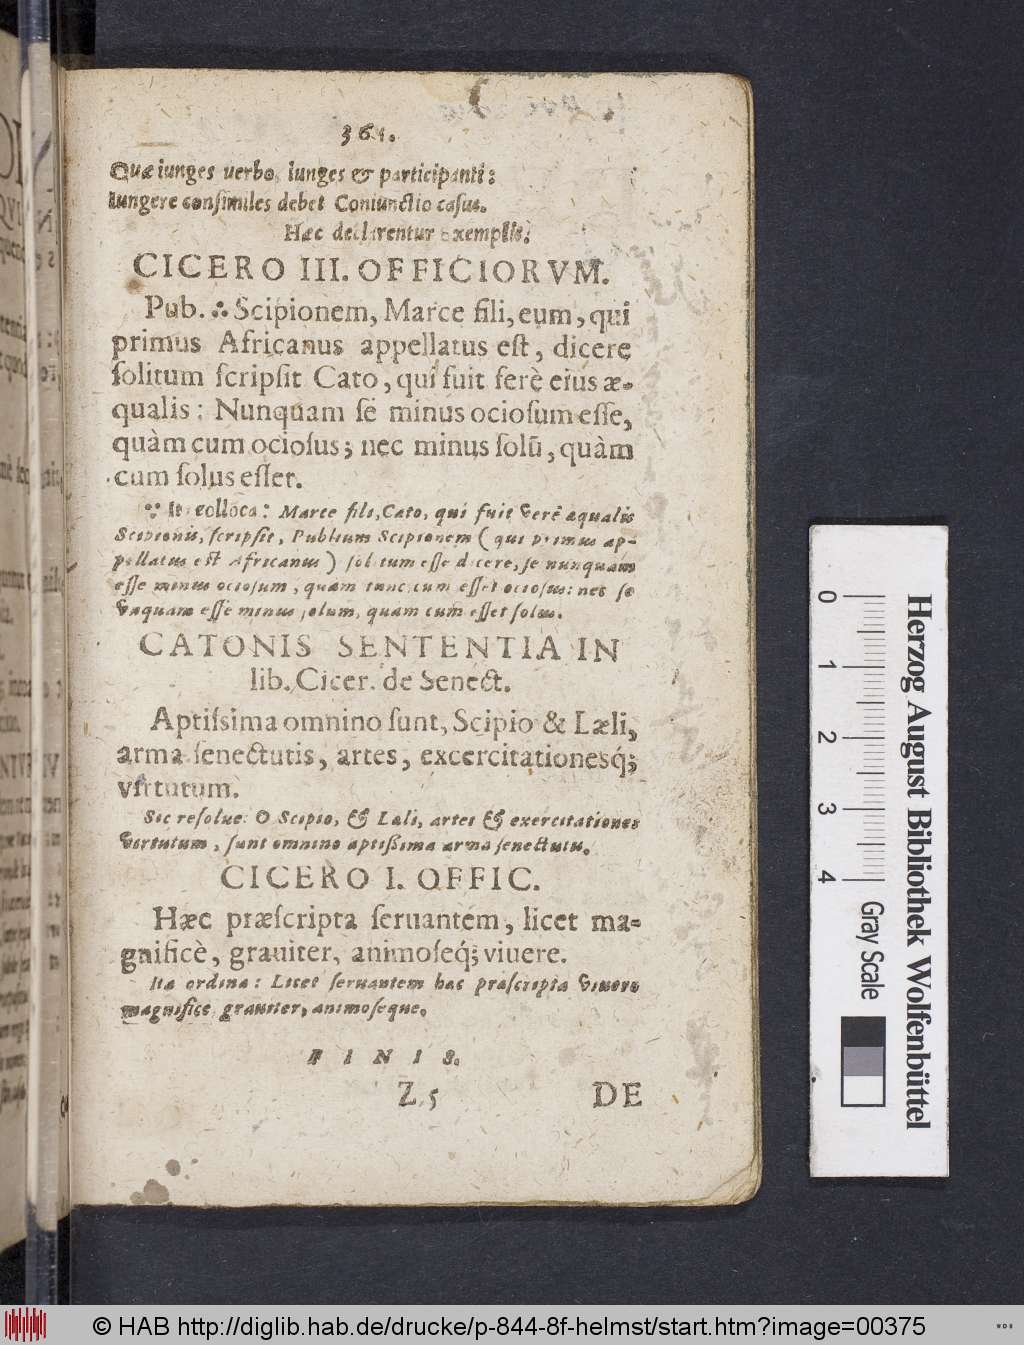 361.
Quæ iunges uerbo, iunges & participanti:
Iungere consimiles debet Coniunctio casus.
Hæc declarentur exemplis.
CICERO III. OFFICIORVM.
Pub. ∴ Scipionem, Marce fili, eum, qui
primus Africanus appellatus eſt, dicere
ſolitum ſcripſit Cato, qui fuit ferè eius æ-
qualis: Nunquam ſe minus ocioſum eſſe,
quàm cum ocioſus; nec minus ſolũ, quàm
cum ſolus eſſet.
∵ It colloca: Marce fili, Cato, qui fuit verè æqualis
Scipionis, ſcripſit, Publium Scipionem (qui primus ap-
pellatus eſt Africanus) ſolitum eſſe dicere, ſe nunquam
eſſe minus ocioſum, quam tunc, cum eſſet ocioſus: nec ſe
vnquam eſſe minus ſolum, quam cum eſſet ſolus.
CATONIS SENTENTIA IN
lib. Cicer. de Senect.
Aptiſsima omnino ſunt, Scipio & Læli,
arma ſenectutis, artes, excercitationesq́;
virtutum.
Sic reſolue: O Scipio, & Læli, artes & exercitationes
virtutum, ſunt omnino aptiſſima arma ſenectutis.
CICERO I. OFFIC.
Hæc præſcripta ſeruantem, licet ma-
gnificè, grauiter, animoſeq́; viuere.
Ita ordina: Licet ſeruantem hæc præſcripta viuere
magnifice, grauiter, animoſeque.
FINIS.
Z 5 DE
0 1 2 3 4
Gray Scale
Herzog August Bibliothek Wolfenbüttel
© HAB http://diglib.hab.de/drucke/p-844-8f-helmst/start.htm?image=00375